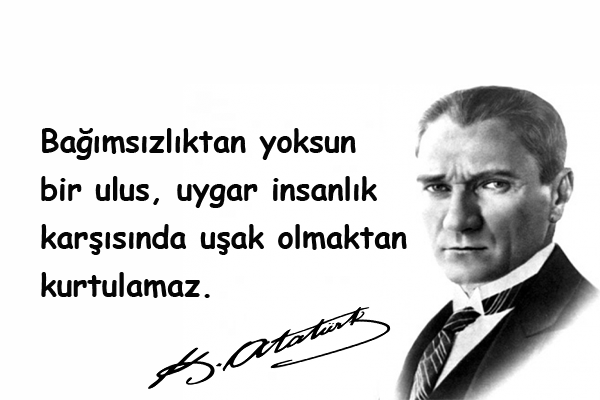 Bağımsızlıktan yoksun
bir ulus, uygar insanlık
karşısında uşak olmaktan
kurtulamaz.
K. Atatürk